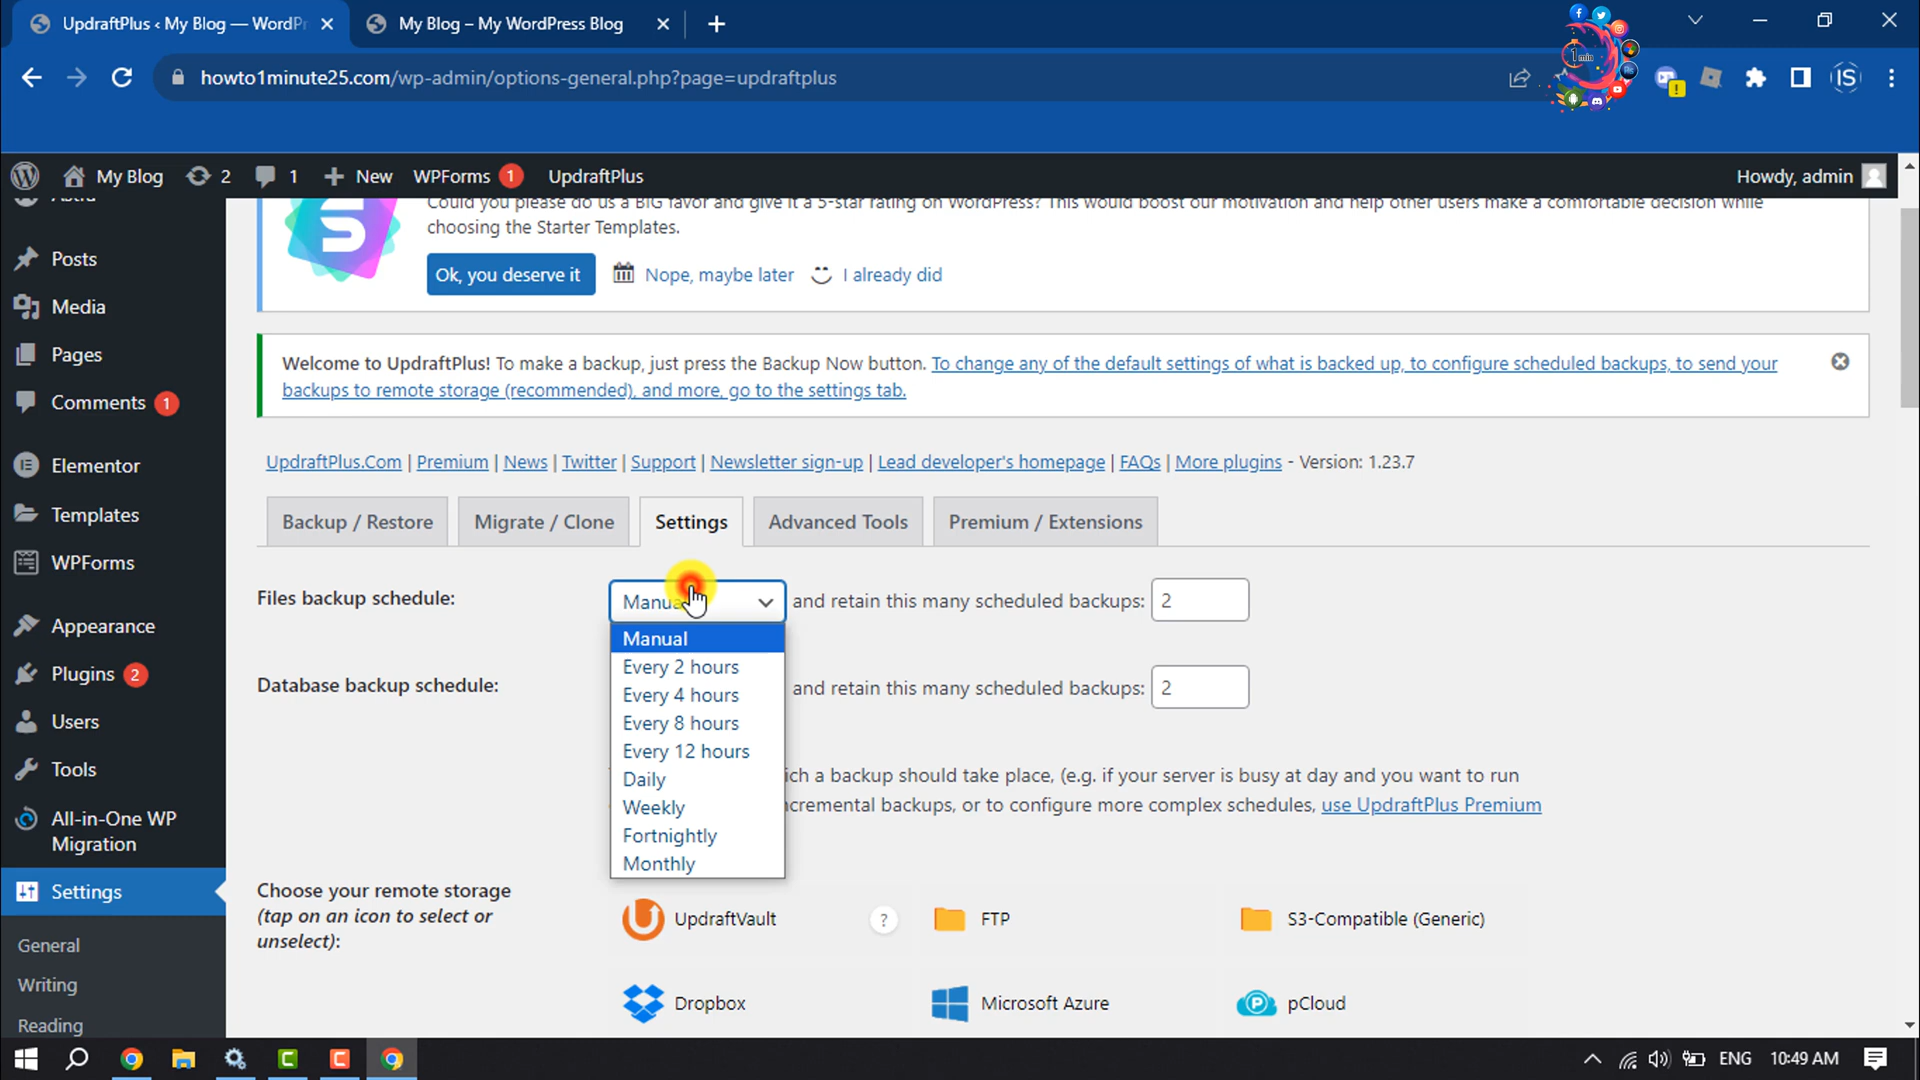 UpdraftPlus ‹ My Blog — WordPr
My Blog – My WordPress Blog
howto1minute25.com/wp-admin/options-general.php?page=updraftplus
1 min
IS
My Blog
2
1
New
WPForms 1
UpdraftPlus
Howdy, admin
Astra
Posts
Media
Pages
Comments 1
Elementor
Templates
WPForms
Appearance
Plugins 2
Users
Tools
All-in-One WP
Migration
Settings
General
Writing
Reading
Could you please do us a BIG favor and give it a 5-star rating on WordPress? This would boost our motivation and help other users make a comfortable decision while
choosing the Starter Templates.
Ok, you deserve it
Nope, maybe later
I already did
Welcome to UpdraftPlus! To make a backup, just press the Backup Now button. To change any of the default settings of what is backed up, to configure scheduled backups, to send your
backups to remote storage (recommended), and more, go to the settings tab.
UpdraftPlus.Com | Premium | News | Twitter | Support | Newsletter sign-up | Lead developer's homepage | FAQs | More plugins - Version: 1.23.7
Backup / Restore
Migrate / Clone
Settings
Advanced Tools
Premium / Extensions
Files backup schedule:
Manual
and retain this many scheduled backups: 2
Manual
Every 2 hours
Every 4 hours
Every 8 hours
Every 12 hours
Daily
Weekly
Fortnightly
Monthly
Database backup schedule:
and retain this many scheduled backups: 2
ich a backup should take place, (e.g. if your server is busy at day and you want to run
ncremental backups, or to configure more complex schedules, use UpdraftPlus Premium
Choose your remote storage
(tap on an icon to select or
unselect):
UpdraftVault
?
FTP
S3-Compatible (Generic)
Dropbox
Microsoft Azure
pCloud
ENG
10:49 AM